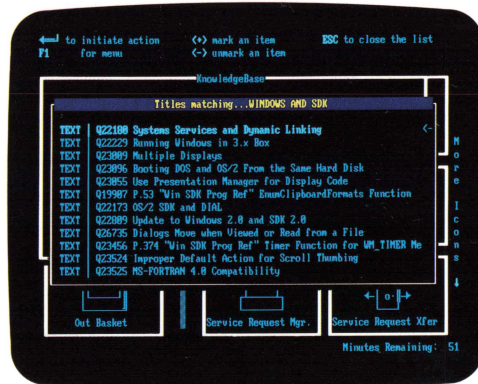 <──┘ to initiate action <+> mark an item ESC to close the list
F1 for menu <-> unmark an item
KnowledgeBase
Titles matching...WINDOWS AND SDK
TEXT Q22180 Systems Services and Dynamic Linking <-
TEXT Q22229 Running Windows in 3.x Box
TEXT Q23009 Multiple Displays
TEXT Q23096 Booting DOS and OS/2 From the Same Hard Disk
TEXT Q23055 Use Presentation Manager for Display Code
TEXT Q19907 P.53 "Win SDK Prog Ref" EnumClipboardFormats Function
TEXT Q22173 OS/2 SDK and DIAL
TEXT Q22009 Update to Windows 2.0 and SDK 2.0
TEXT Q26735 Dialogs Move when Viewed or Read from a File
TEXT Q23456 P.374 "Win SDK Prog Ref" Timer Function for WM_TIMER Me
TEXT Q23524 Improper Default Action for Scroll Thumbing
TEXT Q23525 MS-FORTRAN 4.0 Compatibility
More Icons ↓
Out Basket Service Request Mgr. Service Request Xfer
Minutes Remaining: 51